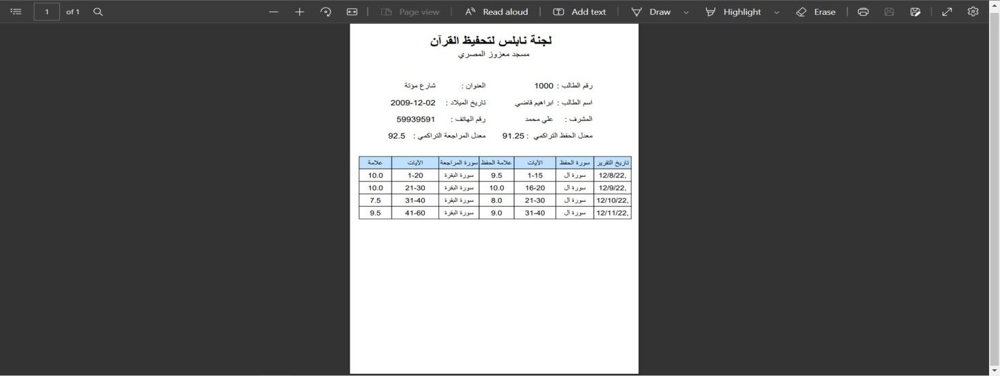 1 of 1 Page view Read aloud Add text Draw Highlight Erase
لجنة نابلس لتحفيظ القرآن
مسجد معزوز المصري
رقم الطالب : 1000 العنوان : شارع مؤتة
اسم الطالب : ابراهيم قاضي تاريخ الميلاد : 2009-12-02
المشرف : علي محمد رقم الهاتف : 59939591
معدل الحفظ التراكمي : 91.25 معدل المراجعة التراكمي : 92.5
تاريخ التقرير سورة الحفظ الآيات علامة الحفظ سورة المراجعة الآيات علامة
12/8/22, سورة آل 1-15 9.5 سورة البقرة 1-20 10.0
12/9/22, سورة آل 16-20 10.0 سورة البقرة 21-30 10.0
12/10/22, سورة آل 21-30 8.0 سورة البقرة 31-40 7.5
12/11/22, سورة آل 31-40 9.0 سورة البقرة 41-60 9.5